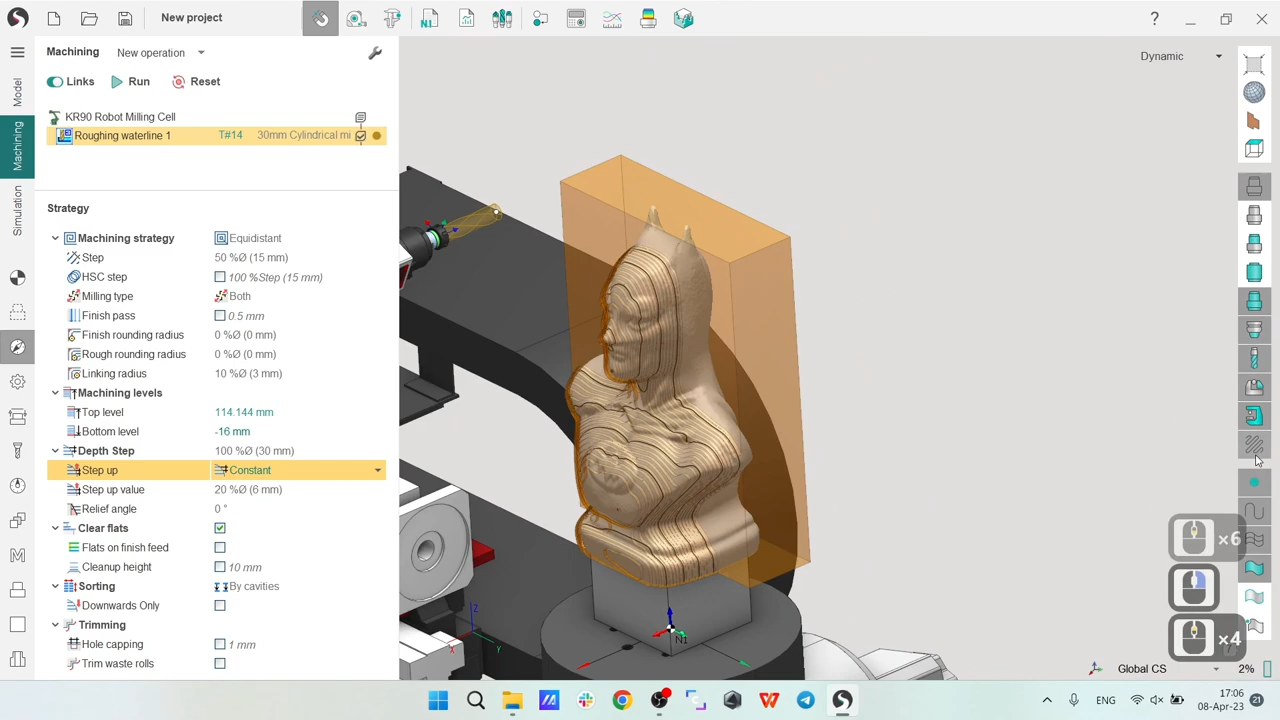 New project
?
Machining New operation
Links Run Reset
KR90 Robot Milling Cell
Roughing waterline 1 T#14 30mm Cylindrical mi
Strategy
Machining strategy Equidistant
Step 50 %Ø (15 mm)
HSC step 100 %Step (15 mm)
Milling type Both
Finish pass 0.5 mm
Finish rounding radius 0 %Ø (0 mm)
Rough rounding radius 0 %Ø (0 mm)
Linking radius 10 %Ø (3 mm)
Machining levels
Top level 114.144 mm
Bottom level -16 mm
Depth Step 100 %Ø (30 mm)
Step up Constant
Step up value 20 %Ø (6 mm)
Relief angle 0 °
Clear flats
Flats on finish feed
Cleanup height 10 mm
Sorting By cavities
Downwards Only
Trimming
Hole capping 1 mm
Trim waste rolls
Model
Machining
Simulation
Dynamic
Z
X
Y
N1
×6
×4
Global CS 2%
ENG
17:06
08-Apr-23
21